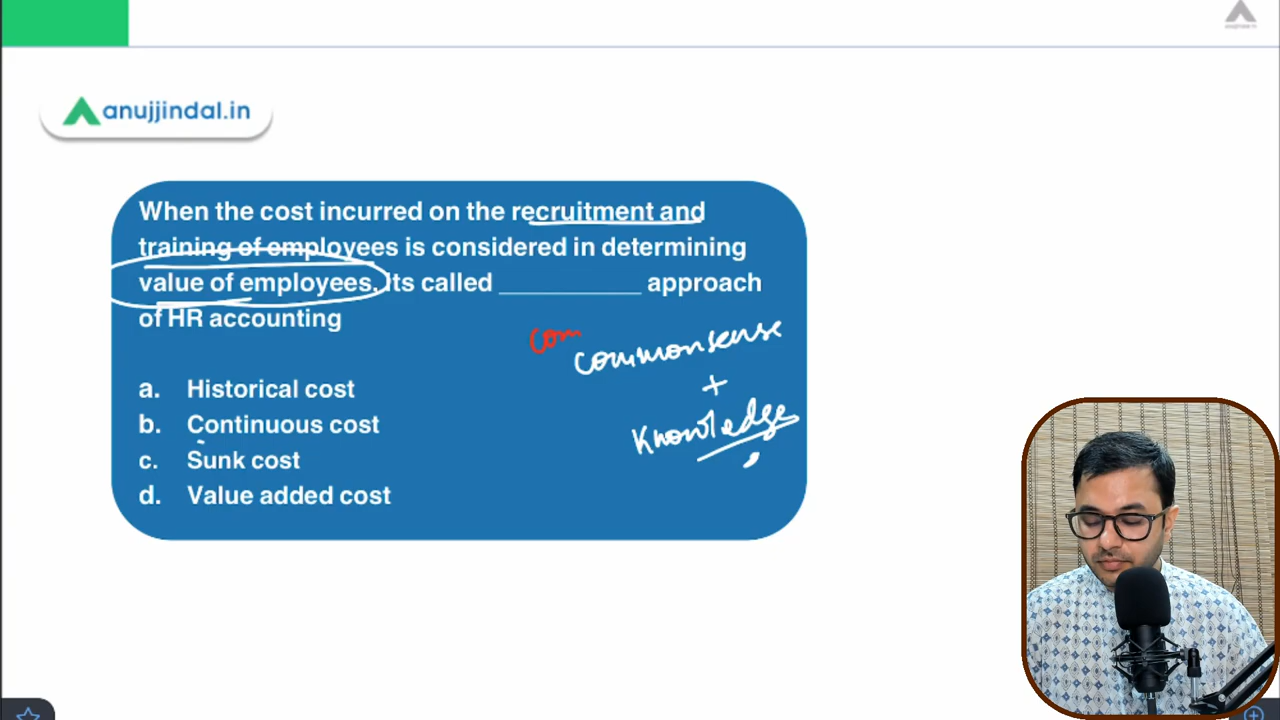 anujjindal.in
When the cost incurred on the recruitment and
training of employees is considered in determining
value of employees. Its called __________ approach
of HR accounting
com
commonsense
+
Knowledge
a. Historical cost
b. Continuous cost
c. Sunk cost
d. Value added cost